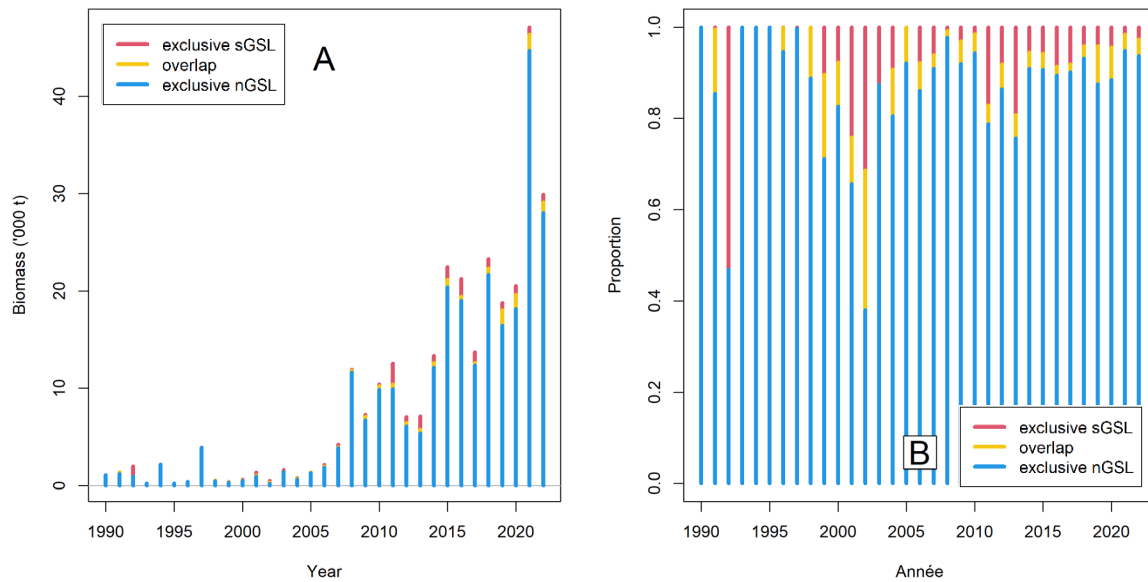 exclusive sGSL
overlap
exclusive nGSL
A
Biomass ('000 t)
0
10
20
30
40
1990 1995 2000 2005 2010 2015 2020
Year
Proportion
0.0
0.2
0.4
0.6
0.8
1.0
B
exclusive sGSL
overlap
exclusive nGSL
1990 1995 2000 2005 2010 2015 2020
Année